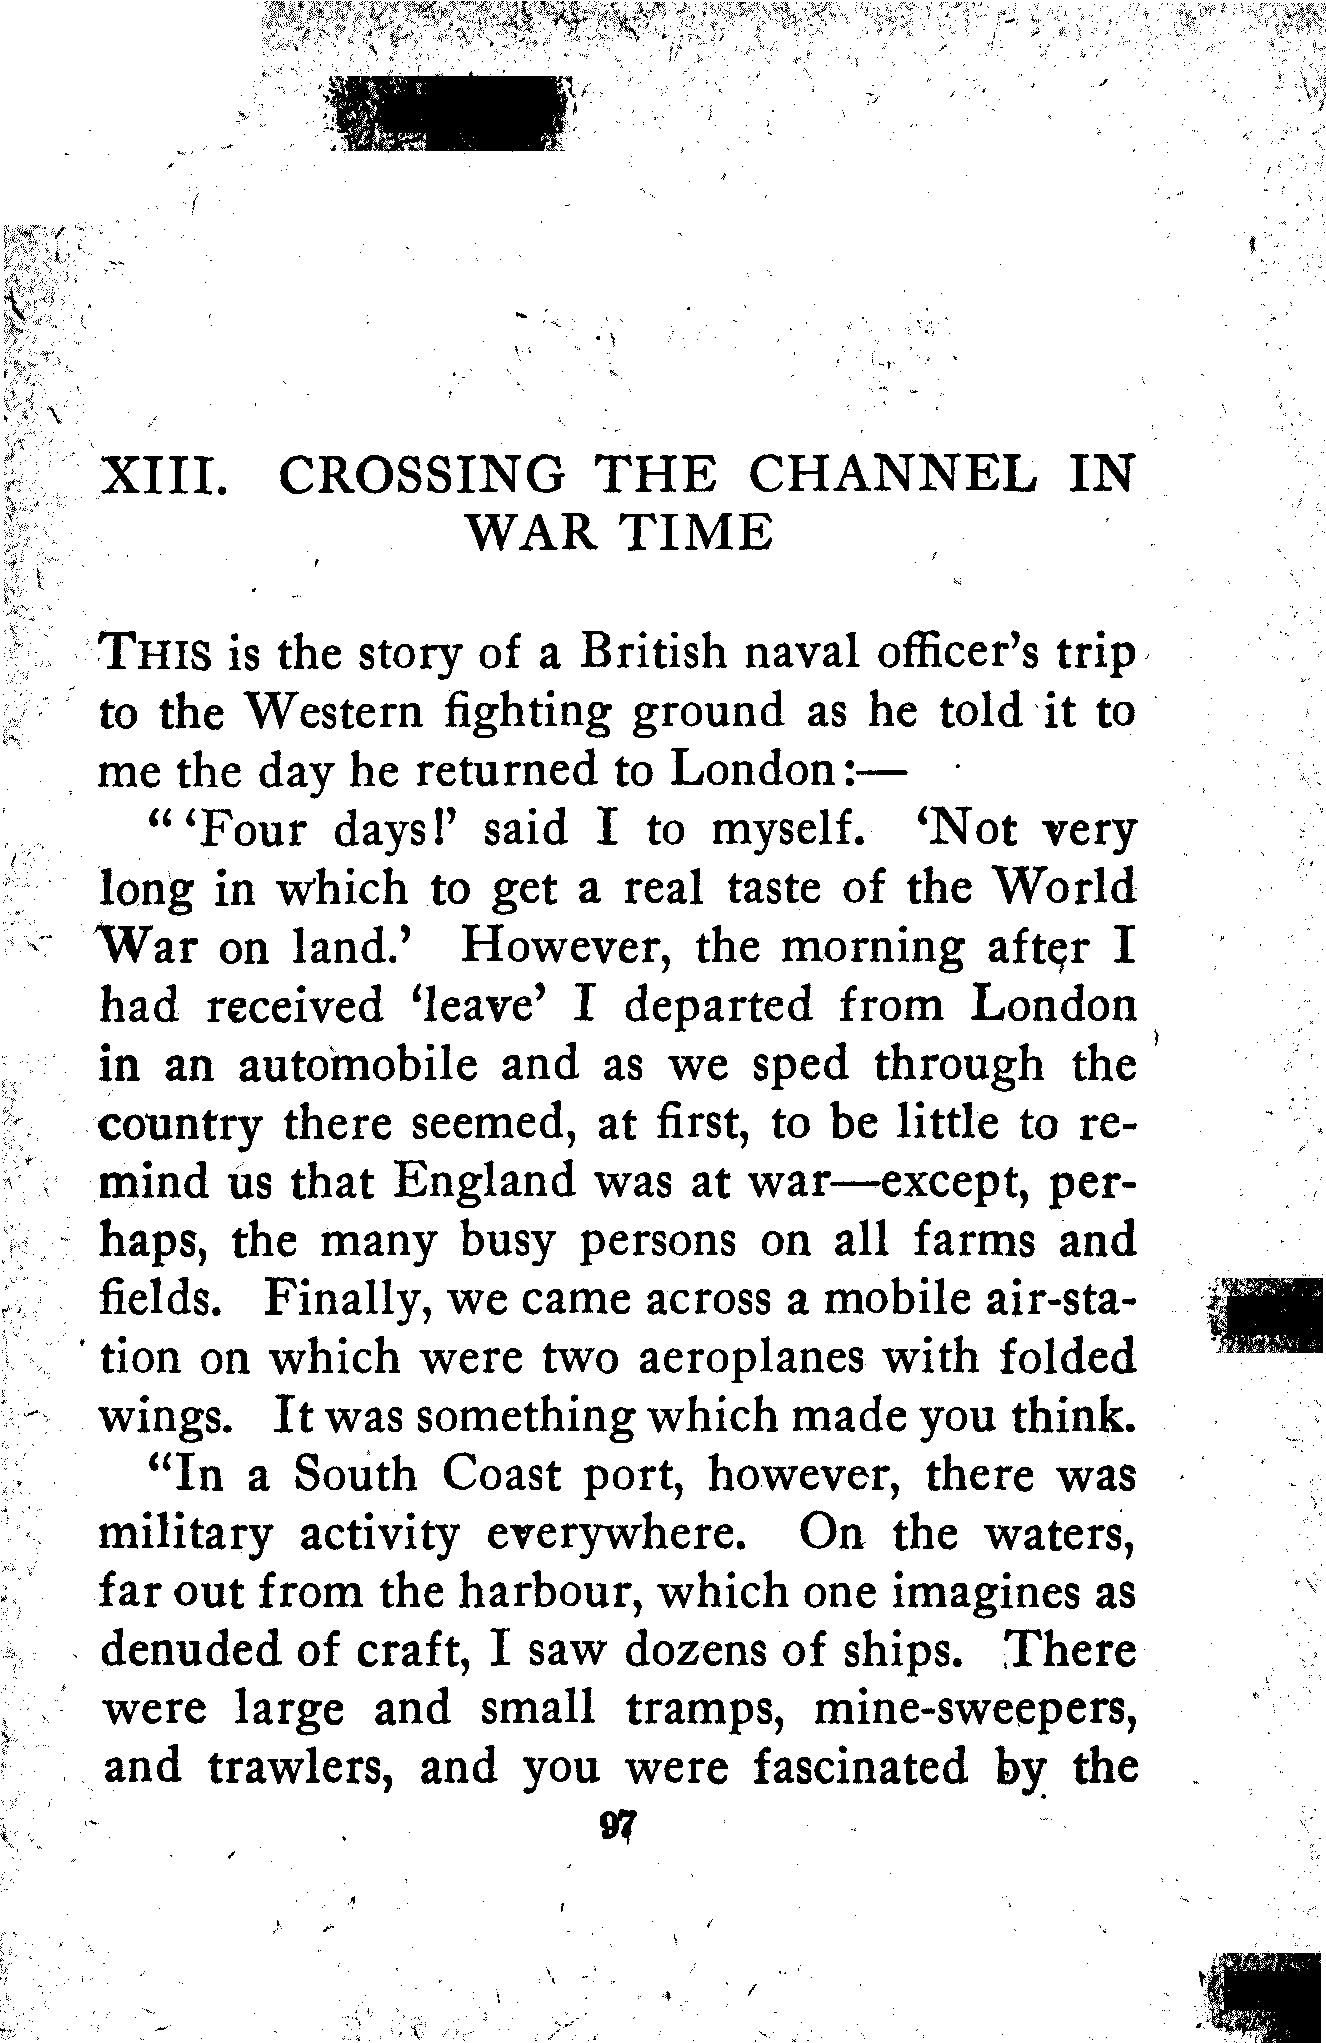 XIII. CROSSING THE CHANNEL IN
WAR TIME
THIS is the story of a British naval officer's trip
to the Western fighting ground as he told it to
me the day he returned to London:—
“ ‘Four days!’ said I to myself. ‘Not very
long in which to get a real taste of the World
War on land.’ However, the morning after I
had received ‘leave’ I departed from London
in an automobile and as we sped through the
country there seemed, at first, to be little to re-
mind us that England was at war—except, per-
haps, the many busy persons on all farms and
fields. Finally, we came across a mobile air-sta-
tion on which were two aeroplanes with folded
wings. It was something which made you think.
“In a South Coast port, however, there was
military activity everywhere. On the waters,
far out from the harbour, which one imagines as
denuded of craft, I saw dozens of ships. There
were large and small tramps, mine-sweepers,
and trawlers, and you were fascinated by the
97